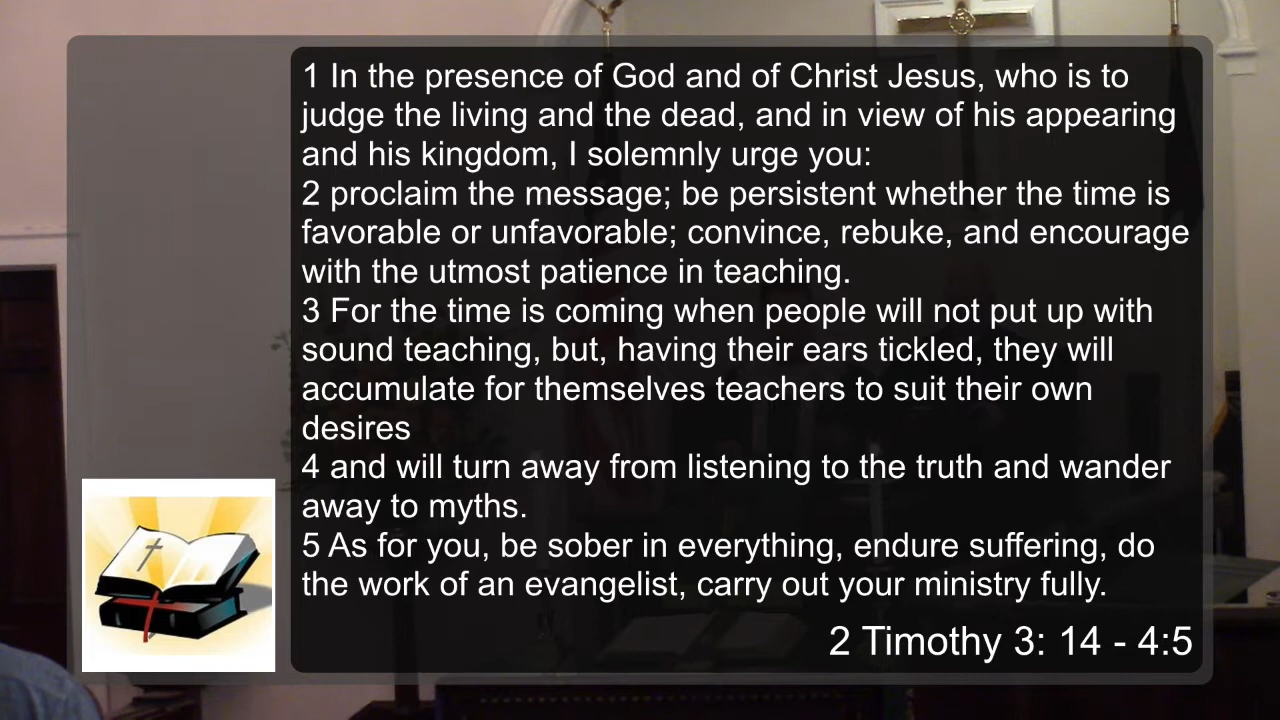 1 In the presence of God and of Christ Jesus, who is to
judge the living and the dead, and in view of his appearing
and his kingdom, I solemnly urge you:
2 proclaim the message; be persistent whether the time is
favorable or unfavorable; convince, rebuke, and encourage
with the utmost patience in teaching.
3 For the time is coming when people will not put up with
sound teaching, but, having their ears tickled, they will
accumulate for themselves teachers to suit their own
desires
4 and will turn away from listening to the truth and wander
away to myths.
5 As for you, be sober in everything, endure suffering, do
the work of an evangelist, carry out your ministry fully.
2 Timothy 3: 14 - 4:5